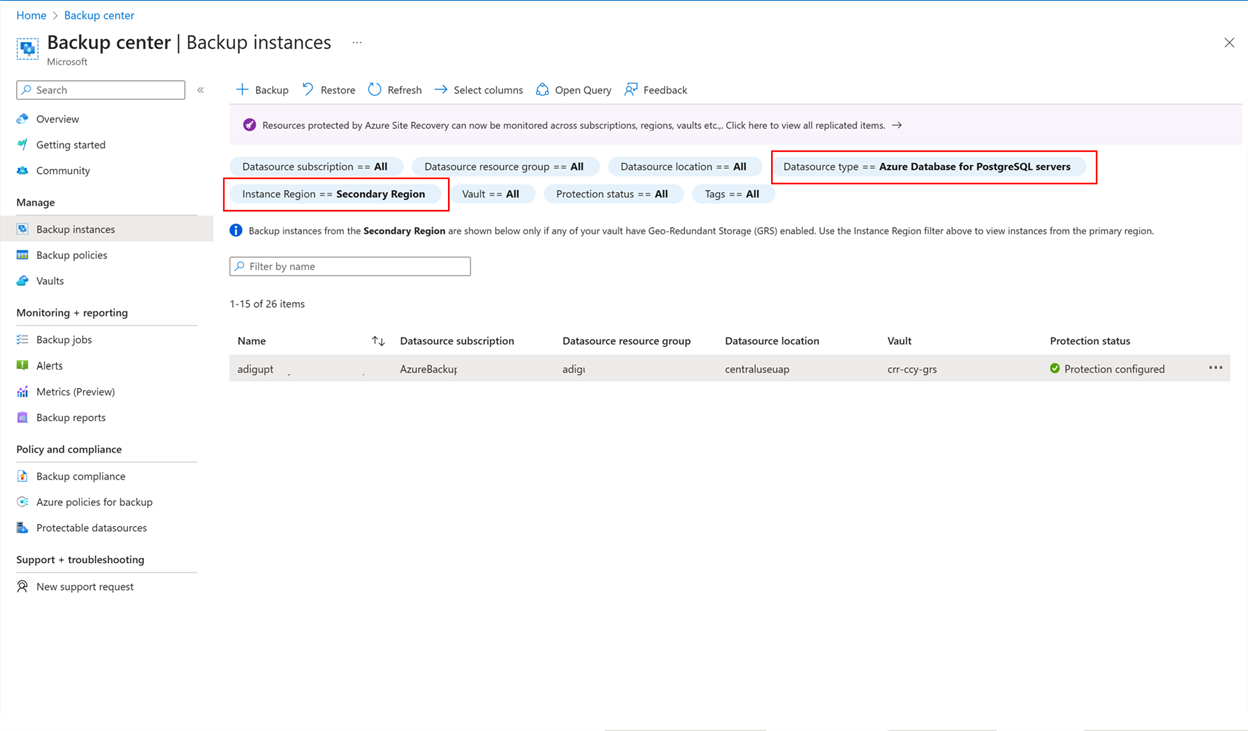 Home > Backup center
Backup center | Backup instances ...
Microsoft
Search «
Overview
Getting started
Community
Manage
Backup instances
Backup policies
Vaults
Monitoring + reporting
Backup jobs
Alerts
Metrics (Preview)
Backup reports
Policy and compliance
Backup compliance
Azure policies for backup
Protectable datasources
Support + troubleshooting
New support request
+ Backup Restore Refresh → Select columns Open Query Feedback
Resources protected by Azure Site Recovery can now be monitored across subscriptions, regions, vaults etc.,. Click here to view all replicated items. →
Datasource subscription == All Datasource resource group == All Datasource location == All Datasource type == Azure Database for PostgreSQL servers
Instance Region == Secondary Region Vault == All Protection status == All Tags == All
Backup instances from the Secondary Region are shown below only if any of your vault have Geo-Redundant Storage (GRS) enabled. Use the Instance Region filter above to view instances from the primary region.
Filter by name
1-15 of 26 items
Name ↑↓ Datasource subscription Datasource resource group Datasource location Vault Protection status
adigupt AzureBackup centraluseuap crr-ccy-grs Protection configured ...